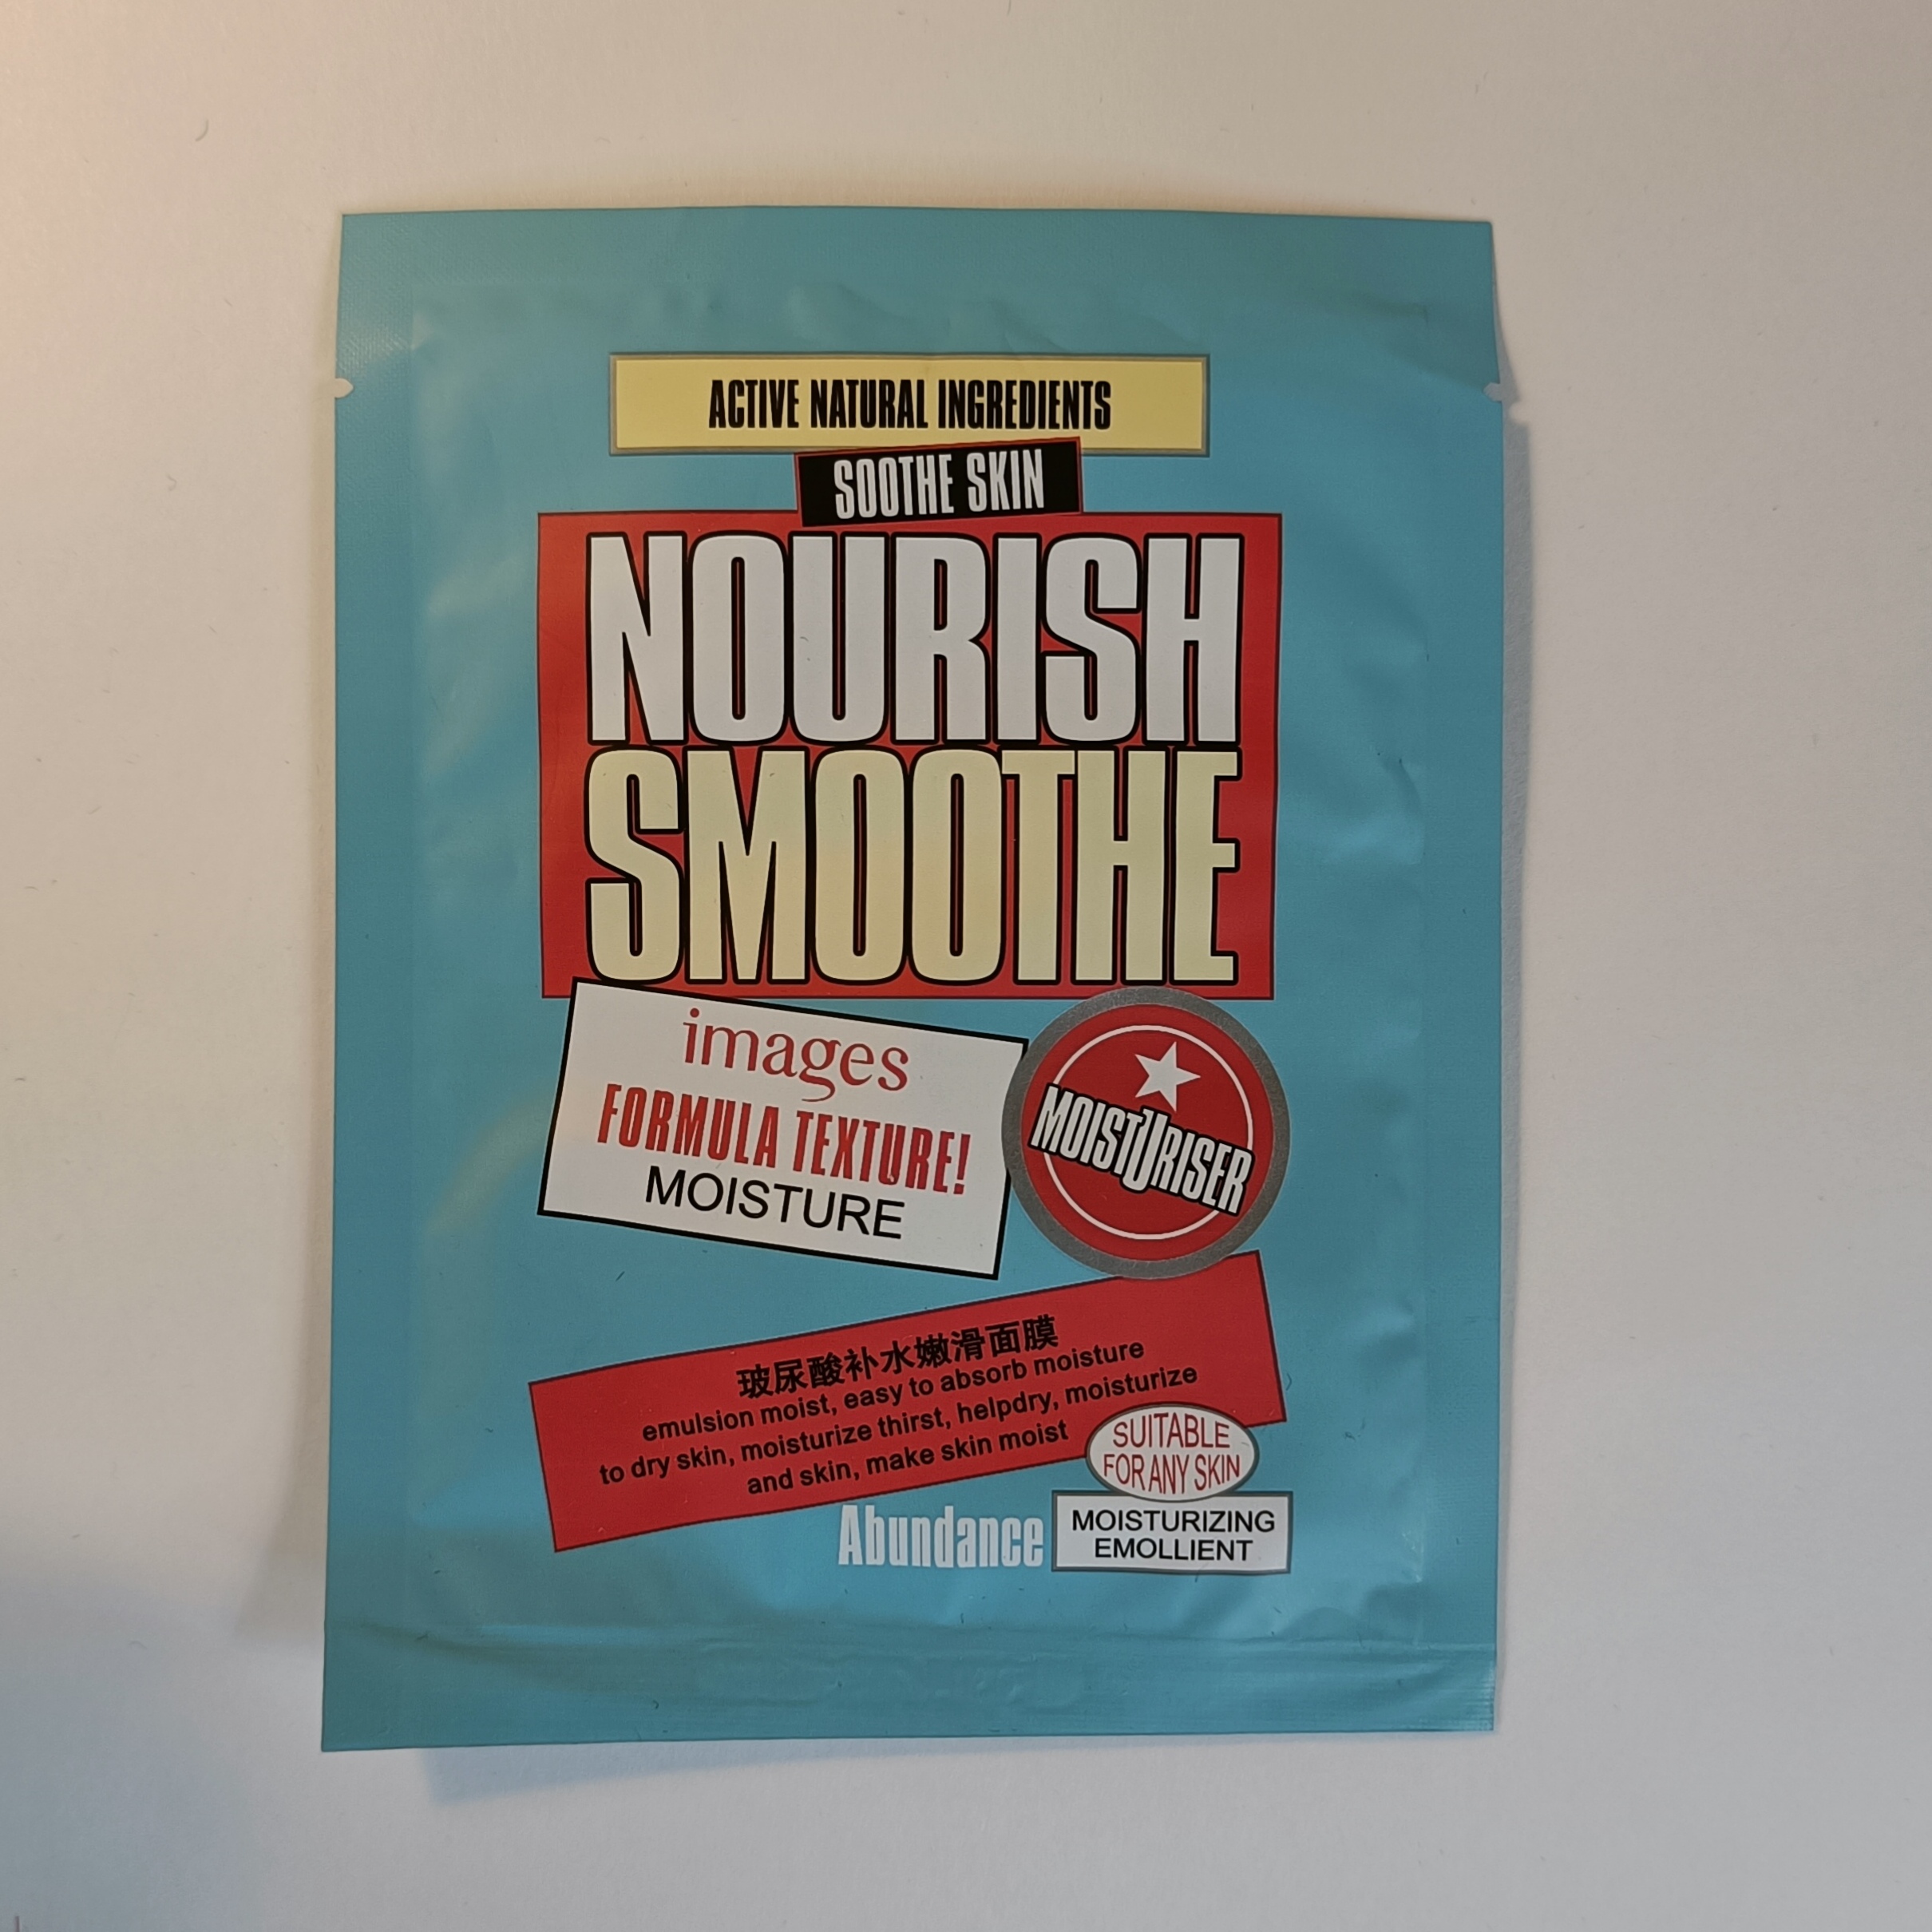 ACTIVE NATURAL INGREDIENTS
SOOTHE SKIN
NOURISH
SMOOTHE
images
FORMULA TEXTURE!
MOISTURE
MOISTURISER
玻尿酸补水嫩滑面膜
emulsion moist, easy to absorb moisture
to dry skin, moisturize thirst, helpdry, moisturize
and skin, make skin moist
SUITABLE
FOR ANY SKIN
Abundance
MOISTURIZING
EMOLLIENT